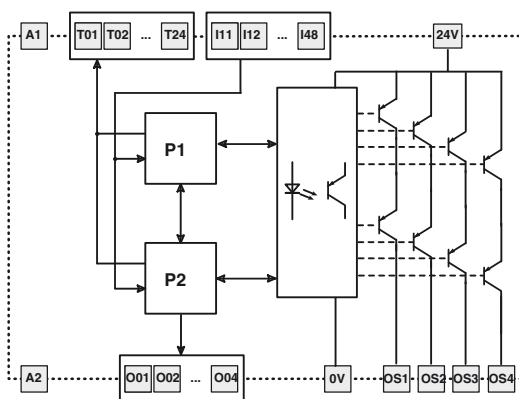 A1 T01 T02 ... T24 I11 I12 ... I48 24V
P1
P2
A2 O01 O02 ... O04 0V OS1 OS2 OS3 OS4